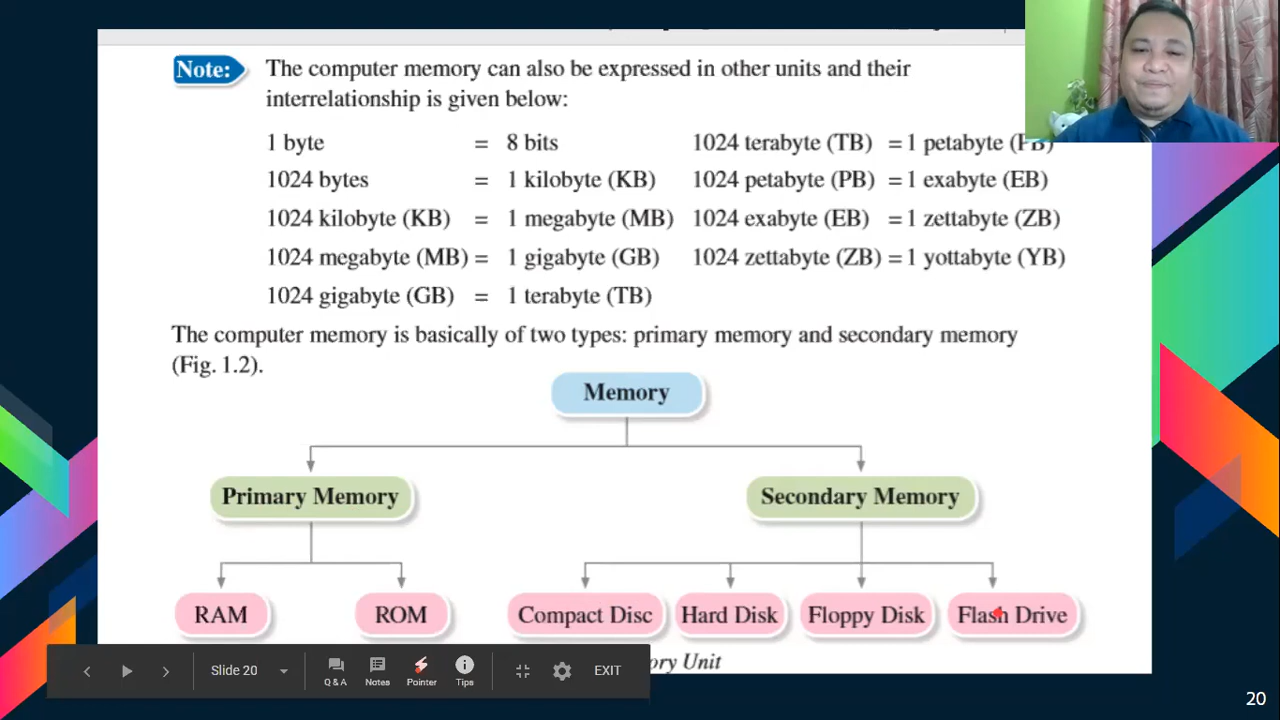 Note: The computer memory can also be expressed in other units and their
interrelationship is given below:
1 byte = 8 bits
1024 bytes = 1 kilobyte (KB)
1024 kilobyte (KB) = 1 megabyte (MB)
1024 megabyte (MB) = 1 gigabyte (GB)
1024 gigabyte (GB) = 1 terabyte (TB)
1024 terabyte (TB) = 1 petabyte (PB)
1024 petabyte (PB) = 1 exabyte (EB)
1024 exabyte (EB) = 1 zettabyte (ZB)
1024 zettabyte (ZB) = 1 yottabyte (YB)
The computer memory is basically of two types: primary memory and secondary memory
(Fig. 1.2).
Memory
Primary Memory
Secondary Memory
RAM
ROM
Compact Disc
Hard Disk
Floppy Disk
Flash Drive
Unit
Slide 20
Q & A
Notes
Pointer
Tips
EXIT
20